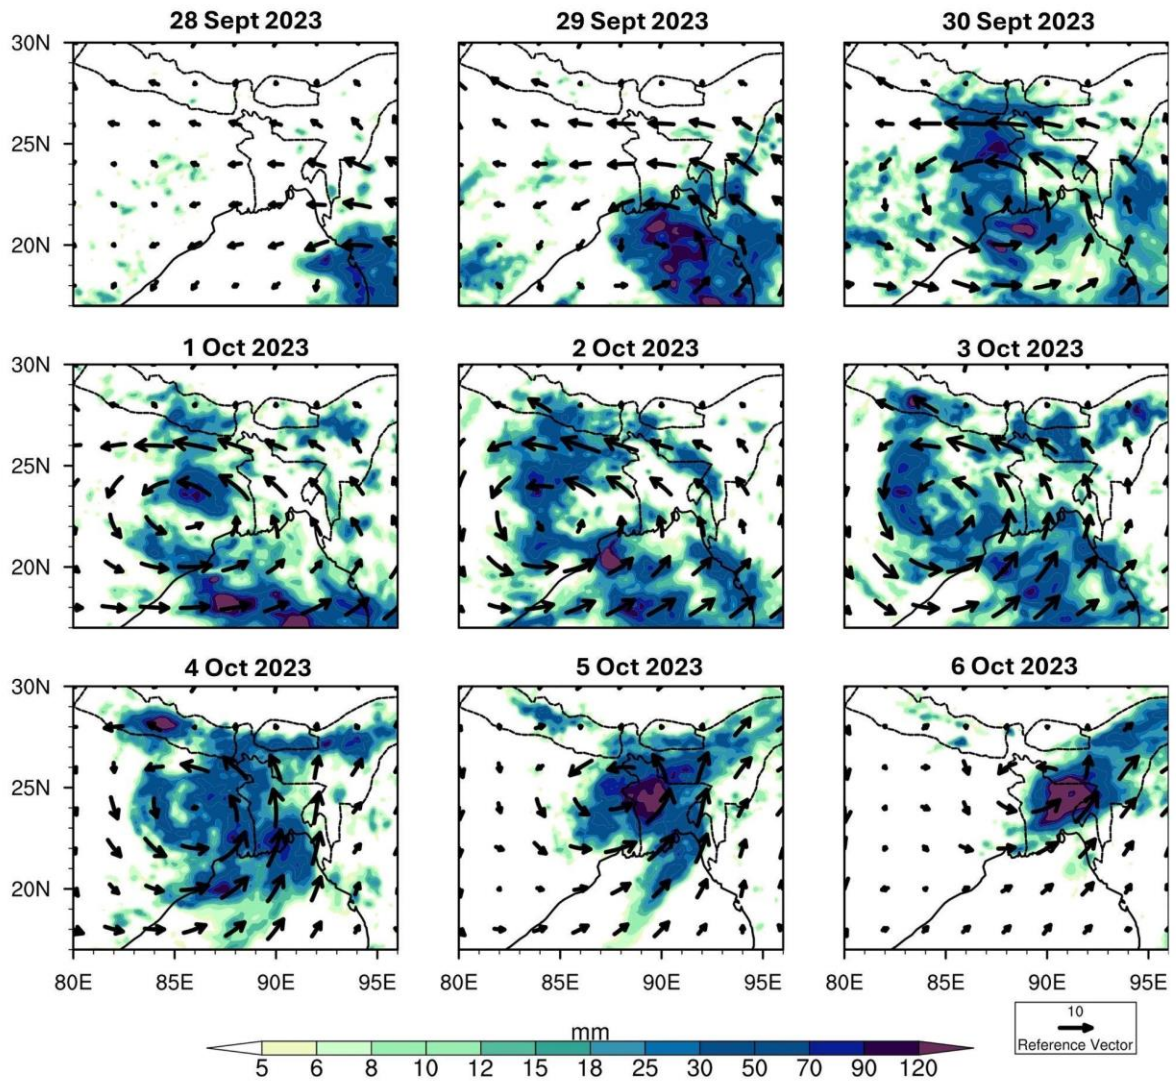 28 Sept 2023 29 Sept 2023 30 Sept 2023
30N
25N
20N
1 Oct 2023 2 Oct 2023 3 Oct 2023
30N
25N
20N
4 Oct 2023 5 Oct 2023 6 Oct 2023
30N
25N
20N
80E 85E 90E 95E 80E 85E 90E 95E 80E 85E 90E 95E
10
Reference Vector
mm
5 6 8 10 12 15 18 25 30 50 70 90 120